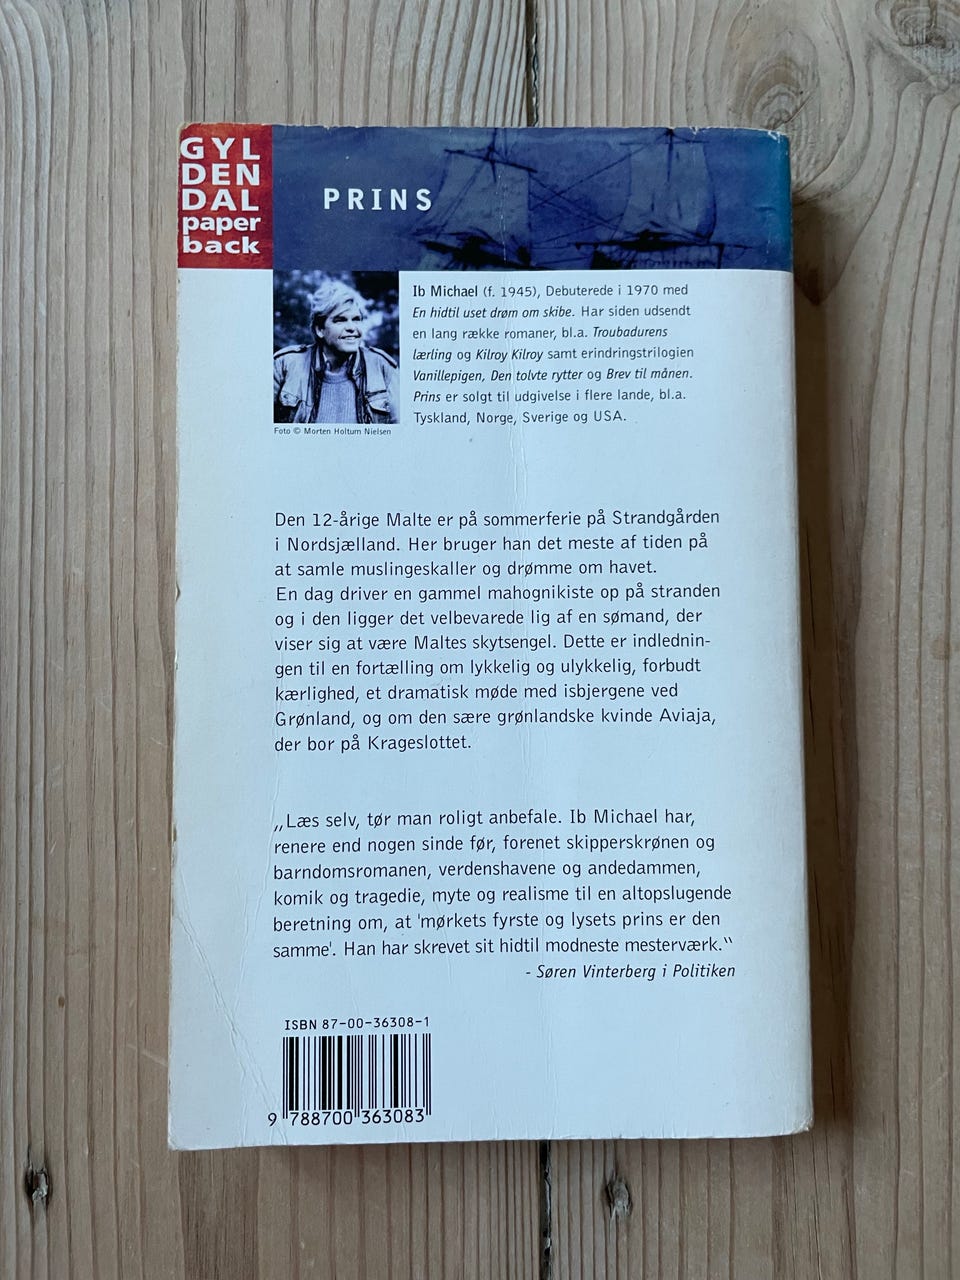 GYL
DEN
DAL
paper
back
PRINS
Ib Michael (f. 1945), Debuterede i 1970 med
En hidtil uset drøm om skibe. Har siden udsendt
en lang række romaner, bl.a. Troubadurens
lærling og Kilroy Kilroy samt erindringstrilogien
Vanillepigen, Den tolvte rytter og Brev til månen.
Prins er solgt til udgivelse i flere lande, bl.a.
Tyskland, Norge, Sverige og USA.
Foto © Morten Holtum Nielsen
Den 12-årige Malte er på sommerferie på Strandgården
i Nordsjælland. Her bruger han det meste af tiden på
at samle muslingeskaller og drømme om havet.
En dag driver en gammel mahognikiste op på stranden
og i den ligger det velbevarede lig af en sømand, der
viser sig at være Maltes skytsengel. Dette er indlednin-
gen til en fortælling om lykkelig og ulykkelig, forbudt
kærlighed, et dramatisk møde med isbjergene ved
Grønland, og om den sære grønlandske kvinde Aviaja,
der bor på Krageslottet.
„Læs selv, tør man roligt anbefale. Ib Michael har,
renere end nogen sinde før, forenet skipperskrønen og
barndomsromanen, verdenshavene og andedammen,
komik og tragedie, myte og realisme til en altopslugende
beretning om, at 'mørkets fyrste og lysets prins er den
samme'. Han har skrevet sit hidtil modneste mesterværk.“
- Søren Vinterberg i Politiken
ISBN 87-00-36308-1
9 788700 363083